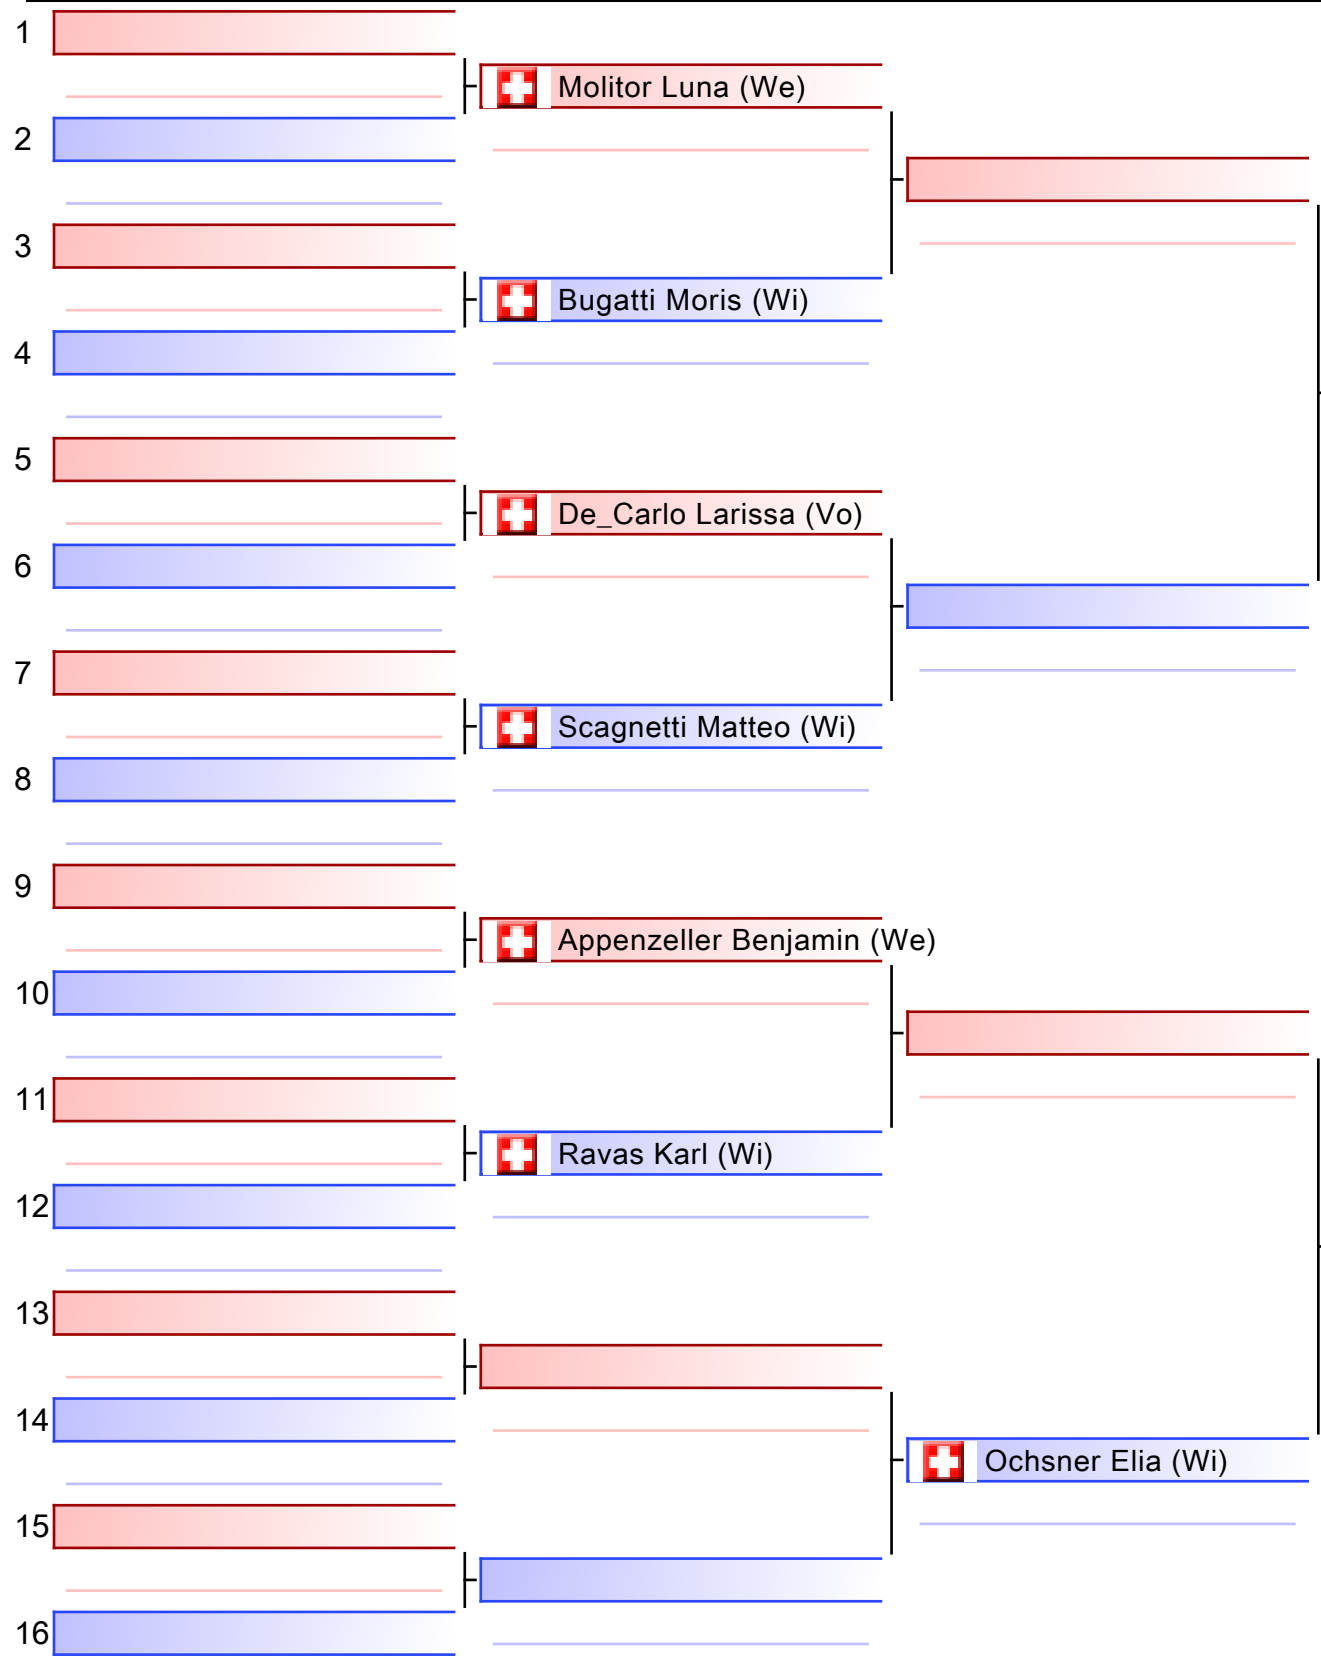 1
Molitor Luna (We)
2
3
Bugatti Moris (Wi)
4
5
De_Carlo Larissa (Vo)
6
7
Scagnetti Matteo (Wi)
8
9
Appenzeller Benjamin (We)
10
11
Ravas Karl (Wi)
12
13
14
Ochsner Elia (Wi)
15
16